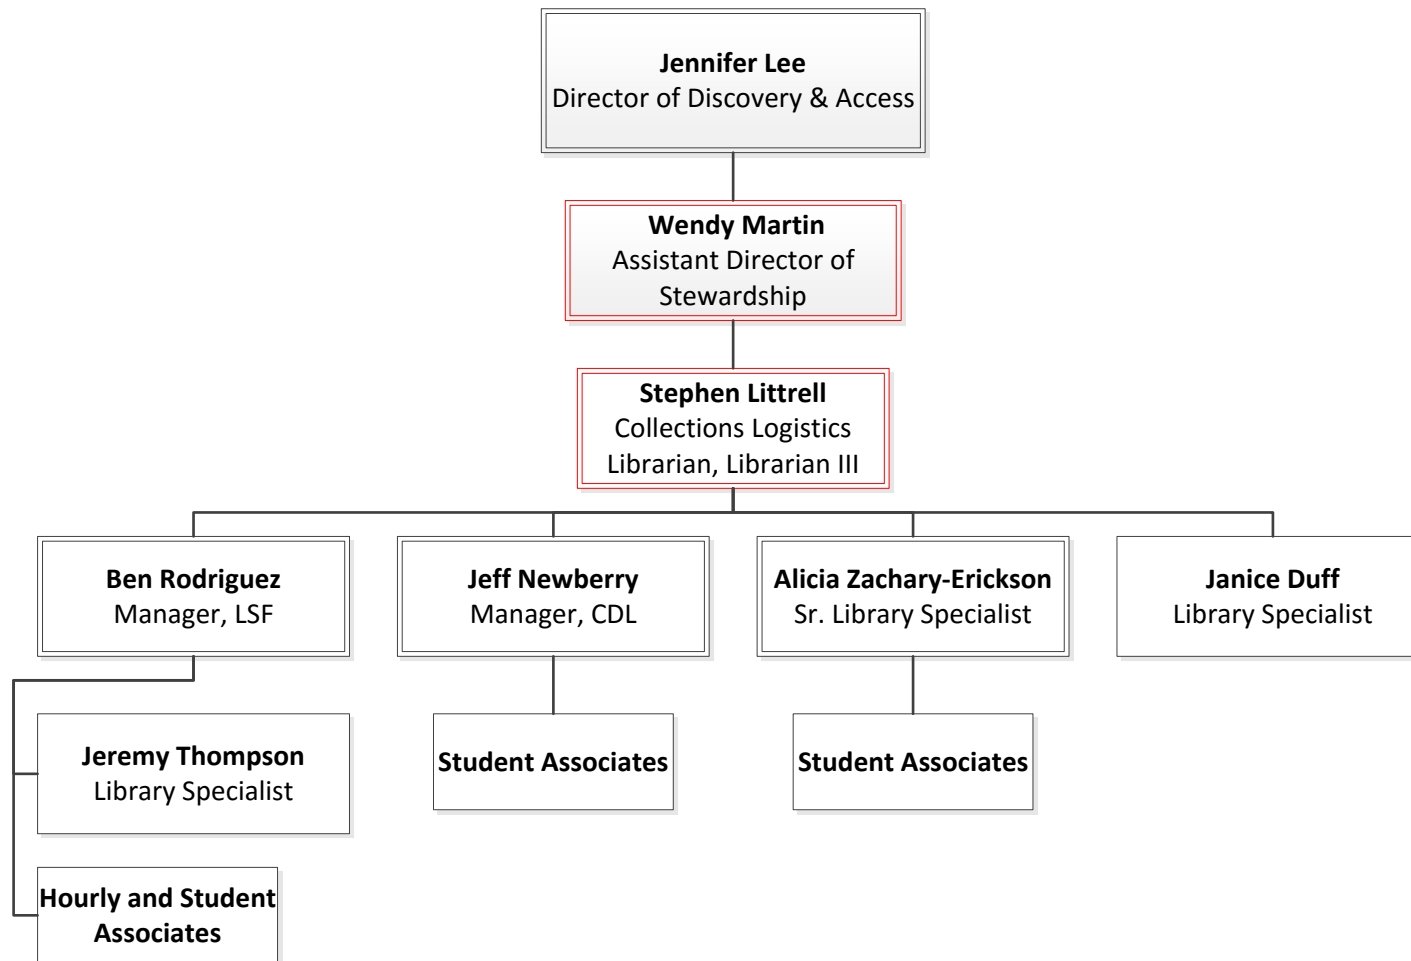 Jennifer Lee
Director of Discovery & Access
Wendy Martin
Assistant Director of
Stewardship
Stephen Littrell
Collections Logistics
Librarian, Librarian III
Ben Rodriguez
Manager, LSF
Jeff Newberry
Manager, CDL
Alicia Zachary-Erickson
Sr. Library Specialist
Janice Duff
Library Specialist
Jeremy Thompson
Library Specialist
Student Associates
Student Associates
Hourly and Student
Associates